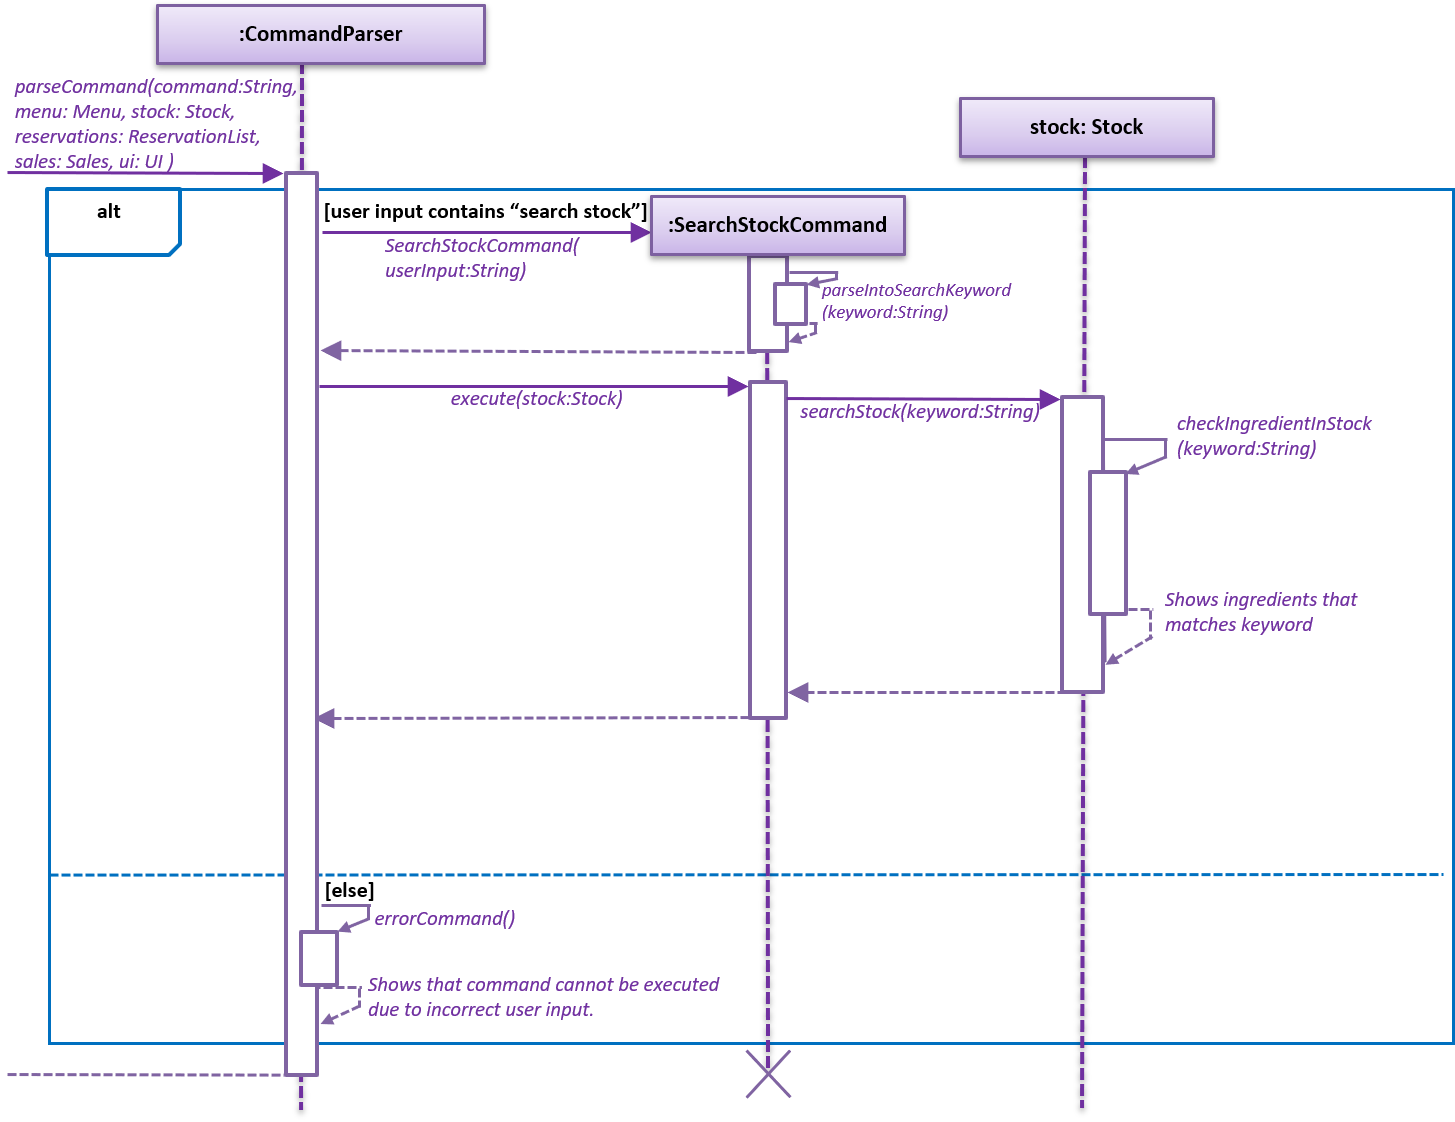 :CommandParser
parseCommand(command:String,
menu: Menu, stock: Stock,
reservations: ReservationList,
sales: Sales, ui: UI )
stock: Stock
alt
[user input contains “search stock”]
:SearchStockCommand
SearchStockCommand(
userInput:String)
parseIntoSearchKeyword
(keyword:String)
execute(stock:Stock)
searchStock(keyword:String)
checkIngredientInStock
(keyword:String)
Shows ingredients that
matches keyword
[else]
errorCommand()
Shows that command cannot be executed
due to incorrect user input.